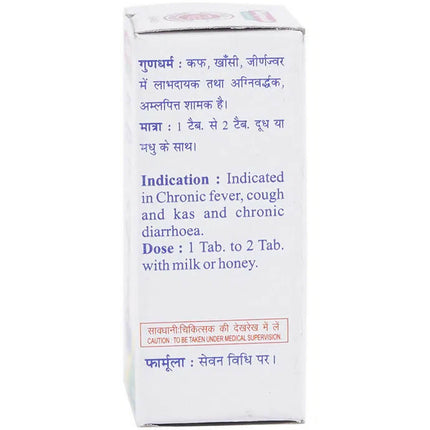 गुणधर्म : कफ, खाँसी, जीर्णज्वर
में लाभदायक तथा अग्निवर्द्धक,
अम्लपित्त शामक है।
मात्रा : 1 टैब. से 2 टैब. दूध या
मधु के साथ।
Indication : Indicated
in Chronic fever, cough
and kas and chronic
diarrhoea.
Dose : 1 Tab. to 2 Tab.
with milk or honey.
सावधानी:चिकित्सक की देखरेख में लें
CAUTION : TO BE TAKEN UNDER MEDICAL SUPERVISION.
फार्मूला : सेवन विधि पर।